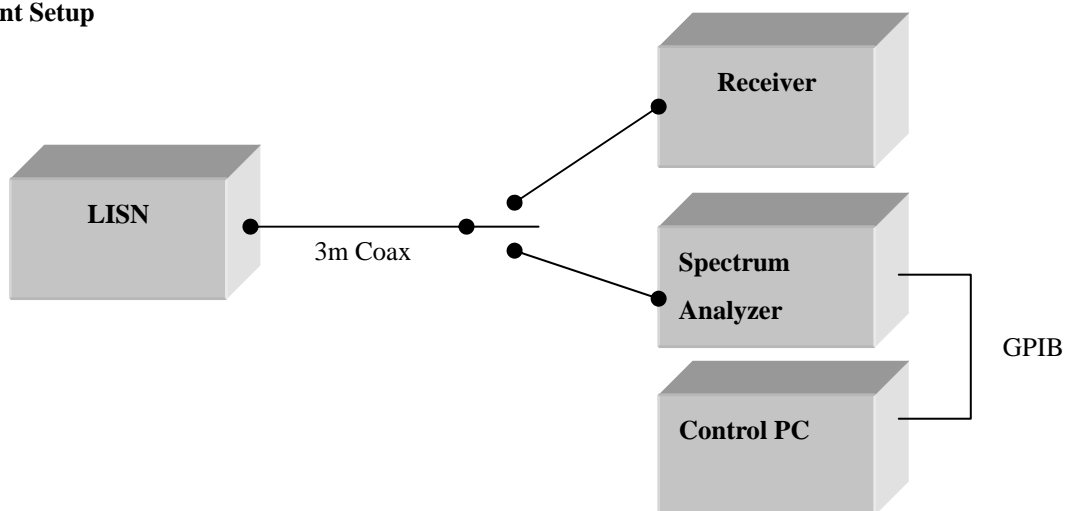 nt Setup
Receiver
LISN
3m Coax
Spectrum
Analyzer
GPIB
Control PC